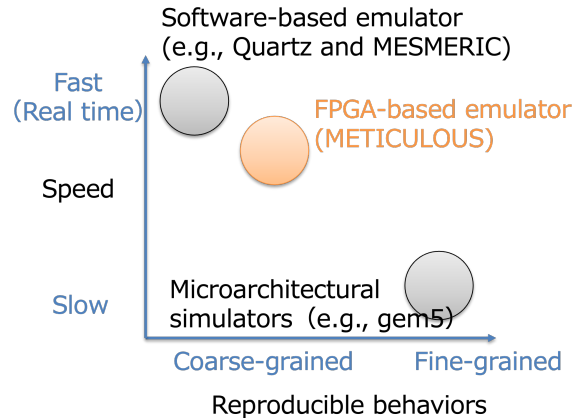 Software-based emulator
(e.g., Quartz and MESMERIC)
Fast
(Real time)
FPGA-based emulator
(METICULOUS)
Speed
Slow
Microarchitectural
simulators (e.g., gem5)
Coarse-grained
Fine-grained
Reproducible behaviors